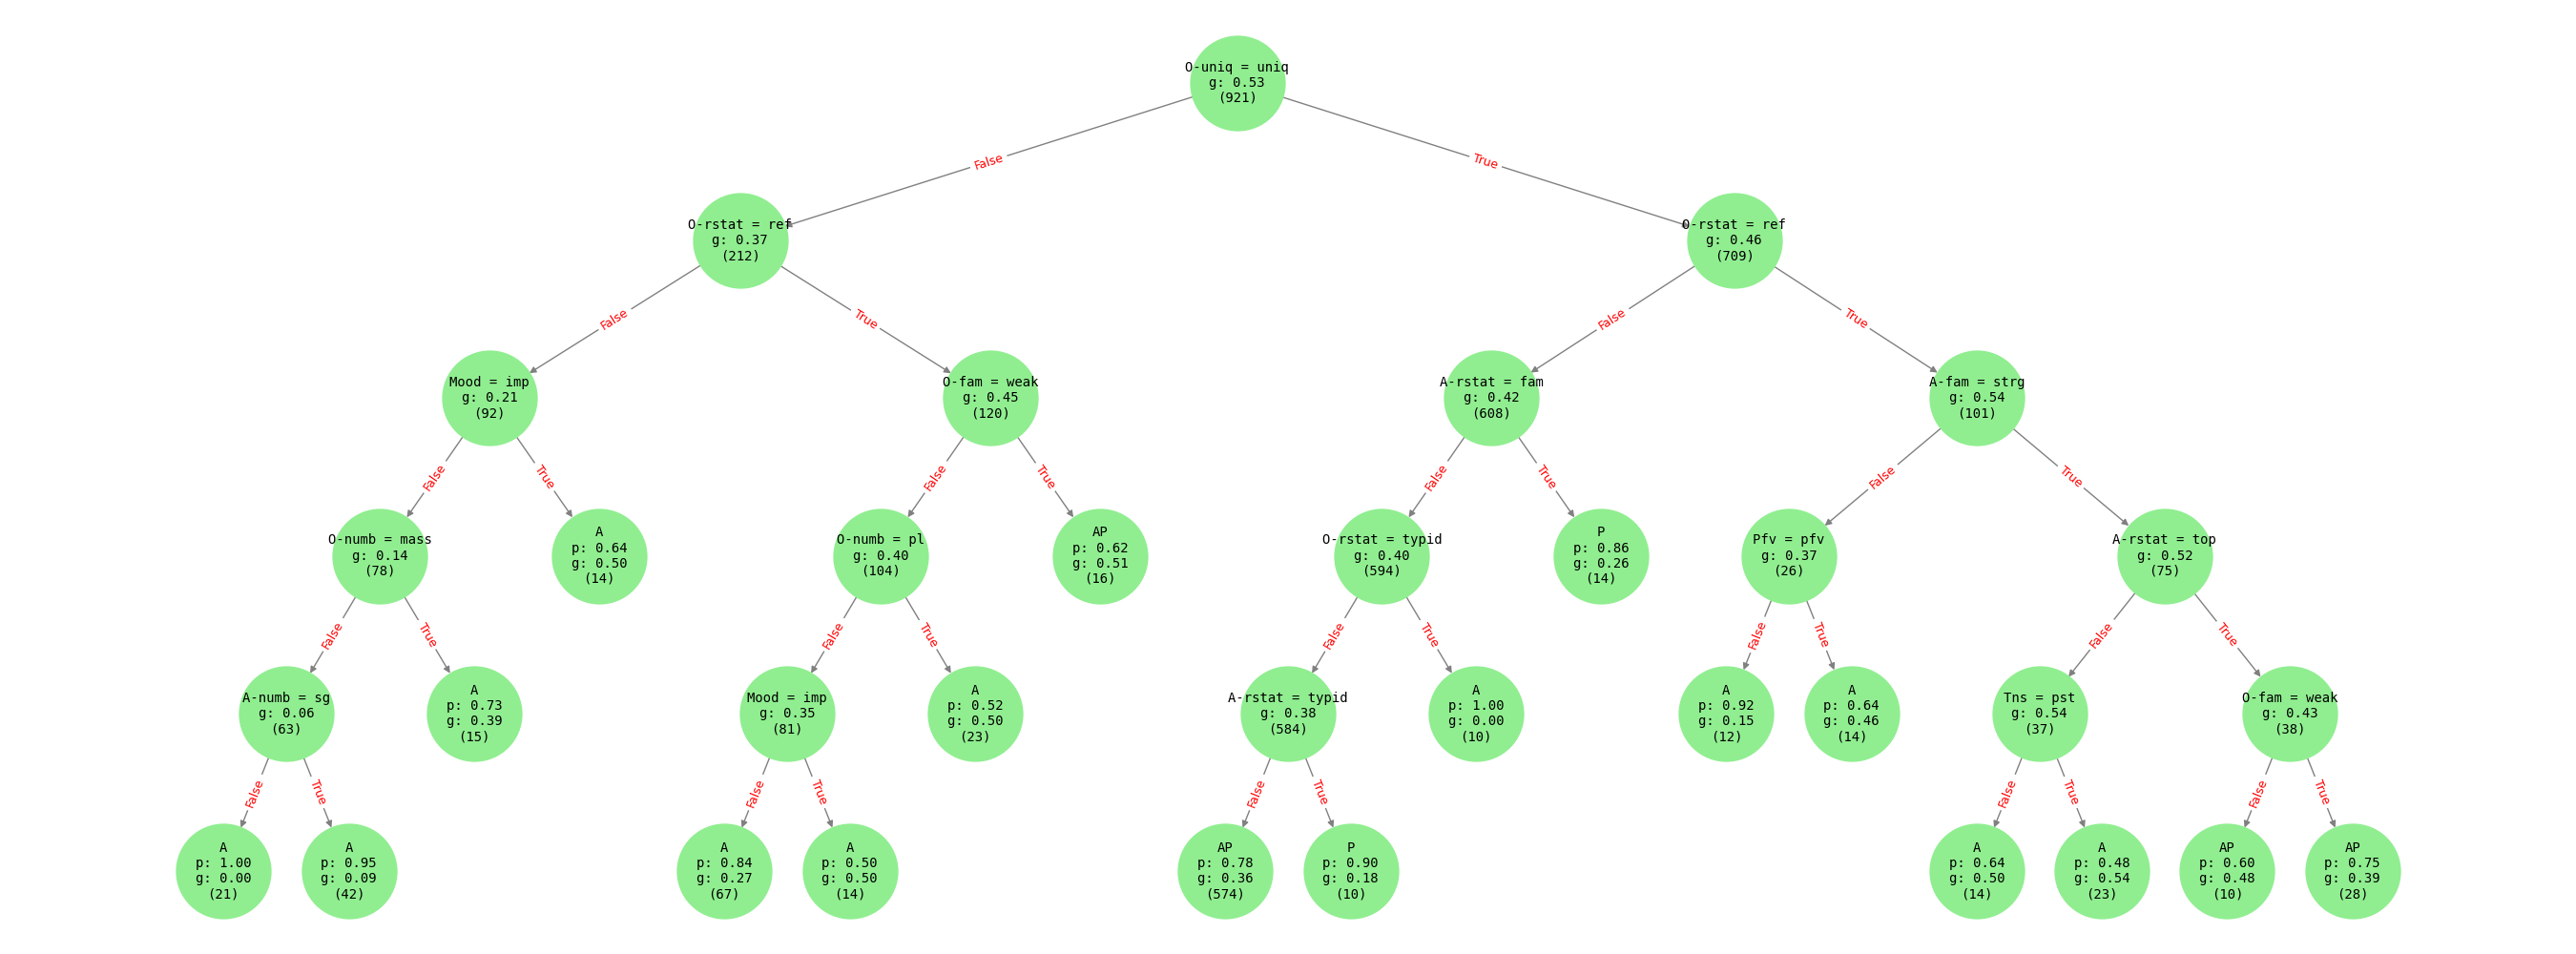 O-uniq = uniq
g: 0.53
(921)
False
True
O-rstat = ref
g: 0.37
(212)
O-rstat = ref
g: 0.46
(709)
False
True
False
True
Mood = imp
g: 0.21
(92)
O-fam = weak
g: 0.45
(120)
A-rstat = fam
g: 0.42
(608)
A-fam = strg
g: 0.54
(101)
False
True
False
True
False
True
False
True
O-numb = mass
g: 0.14
(78)
A
p: 0.64
g: 0.50
(14)
O-numb = pl
g: 0.40
(104)
AP
p: 0.62
g: 0.51
(16)
O-rstat = typid
g: 0.40
(594)
P
p: 0.86
g: 0.26
(14)
Pfv = pfv
g: 0.37
(26)
A-rstat = top
g: 0.52
(75)
False
True
False
True
False
True
False
True
False
True
A-numb = sg
g: 0.06
(63)
A
p: 0.73
g: 0.39
(15)
Mood = imp
g: 0.35
(81)
A
p: 0.52
g: 0.50
(23)
A-rstat = typid
g: 0.38
(584)
A
p: 1.00
g: 0.00
(10)
A
p: 0.92
g: 0.15
(12)
A
p: 0.64
g: 0.46
(14)
Tns = pst
g: 0.54
(37)
O-fam = weak
g: 0.43
(38)
False
True
False
True
False
True
False
True
False
True
A
p: 1.00
g: 0.00
(21)
A
p: 0.95
g: 0.09
(42)
A
p: 0.84
g: 0.27
(67)
A
p: 0.50
g: 0.50
(14)
AP
p: 0.78
g: 0.36
(574)
P
p: 0.90
g: 0.18
(10)
A
p: 0.64
g: 0.50
(14)
A
p: 0.48
g: 0.54
(23)
AP
p: 0.60
g: 0.48
(10)
AP
p: 0.75
g: 0.39
(28)